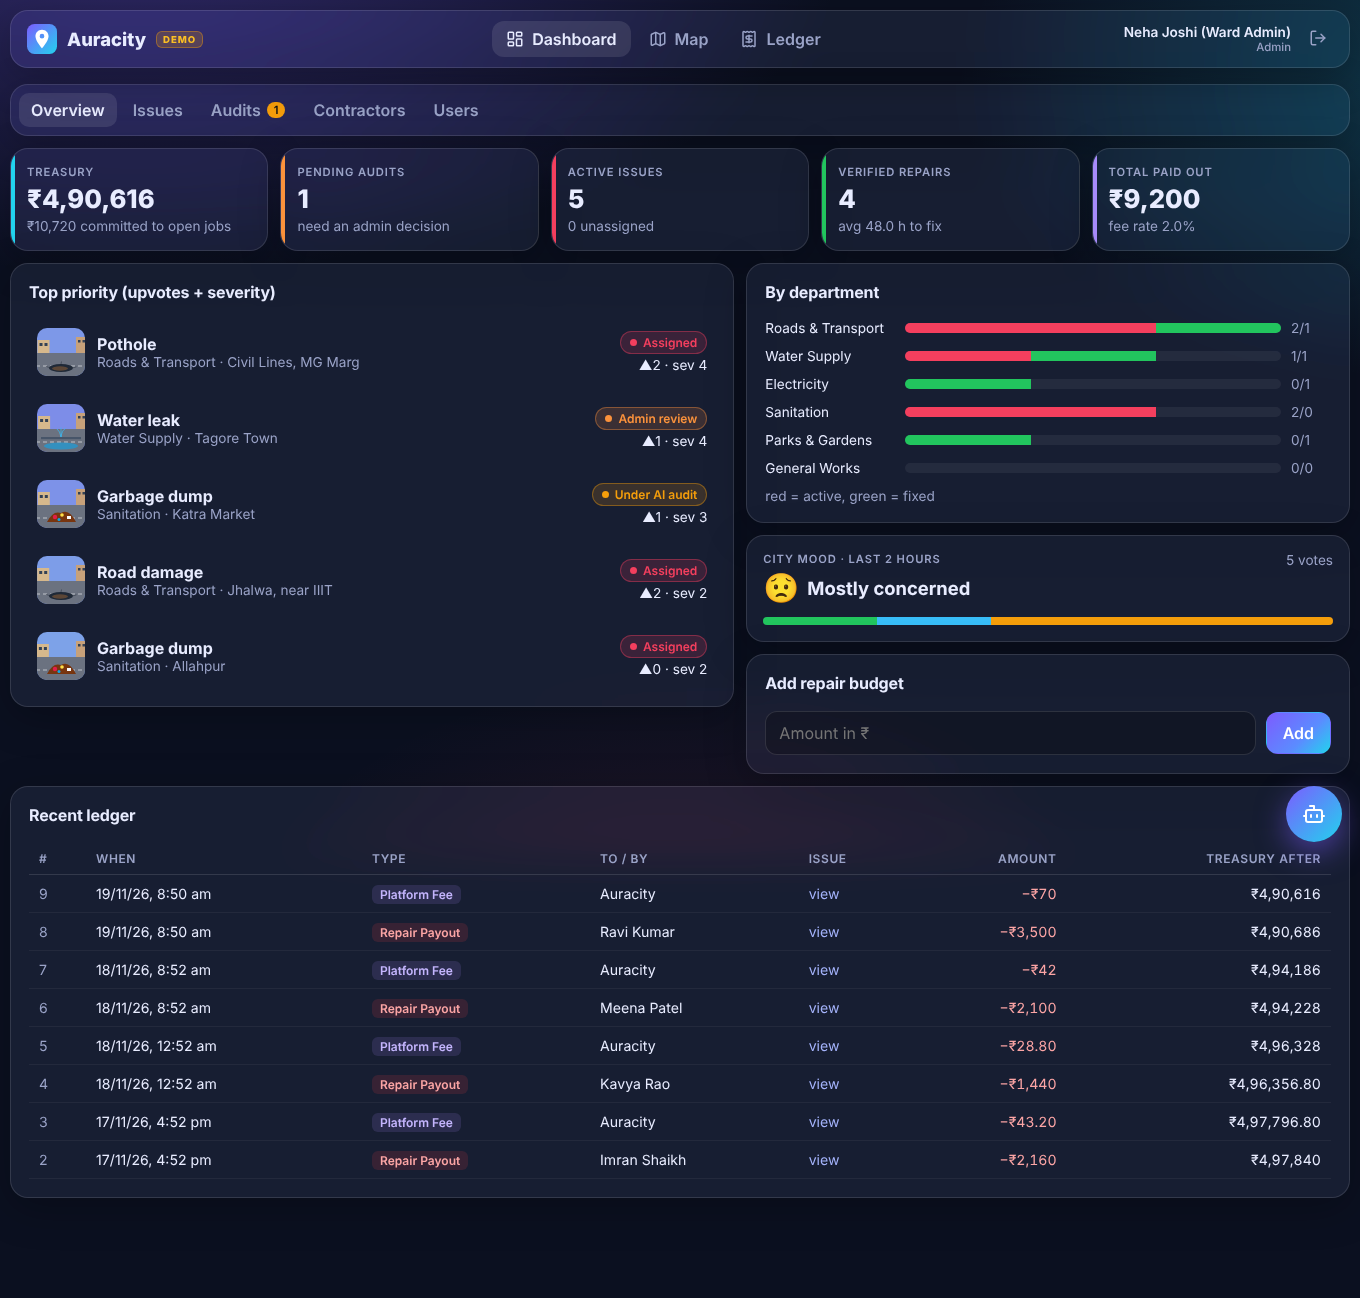 Auracity DEMO
Dashboard Map Ledger
Neha Joshi (Ward Admin)
Admin
Overview Issues Audits 1 Contractors Users
TREASURY
₹4,90,616
₹10,720 committed to open jobs
PENDING AUDITS
1
need an admin decision
ACTIVE ISSUES
5
0 unassigned
VERIFIED REPAIRS
4
avg 48.0 h to fix
TOTAL PAID OUT
₹9,200
fee rate 2.0%
Top priority (upvotes + severity)
Pothole
Roads & Transport · Civil Lines, MG Marg
Assigned
▲2 · sev 4
Water leak
Water Supply · Tagore Town
Admin review
▲1 · sev 4
Garbage dump
Sanitation · Katra Market
Under AI audit
▲1 · sev 3
Road damage
Roads & Transport · Jhalwa, near IIIT
Assigned
▲2 · sev 2
Garbage dump
Sanitation · Allahpur
Assigned
▲0 · sev 2
By department
Roads & Transport 2/1
Water Supply 1/1
Electricity 0/1
Sanitation 2/0
Parks & Gardens 0/1
General Works 0/0
red = active, green = fixed
CITY MOOD · LAST 2 HOURS 5 votes
😟 Mostly concerned
Add repair budget
Amount in ₹ Add
Recent ledger
# WHEN TYPE TO / BY ISSUE AMOUNT TREASURY AFTER
9 19/11/26, 8:50 am Platform Fee Auracity view −₹70 ₹4,90,616
8 19/11/26, 8:50 am Repair Payout Ravi Kumar view −₹3,500 ₹4,90,686
7 18/11/26, 8:52 am Platform Fee Auracity view −₹42 ₹4,94,186
6 18/11/26, 8:52 am Repair Payout Meena Patel view −₹2,100 ₹4,94,228
5 18/11/26, 12:52 am Platform Fee Auracity view −₹28.80 ₹4,96,328
4 18/11/26, 12:52 am Repair Payout Kavya Rao view −₹1,440 ₹4,96,356.80
3 17/11/26, 4:52 pm Platform Fee Auracity view −₹43.20 ₹4,97,796.80
2 17/11/26, 4:52 pm Repair Payout Imran Shaikh view −₹2,160 ₹4,97,840